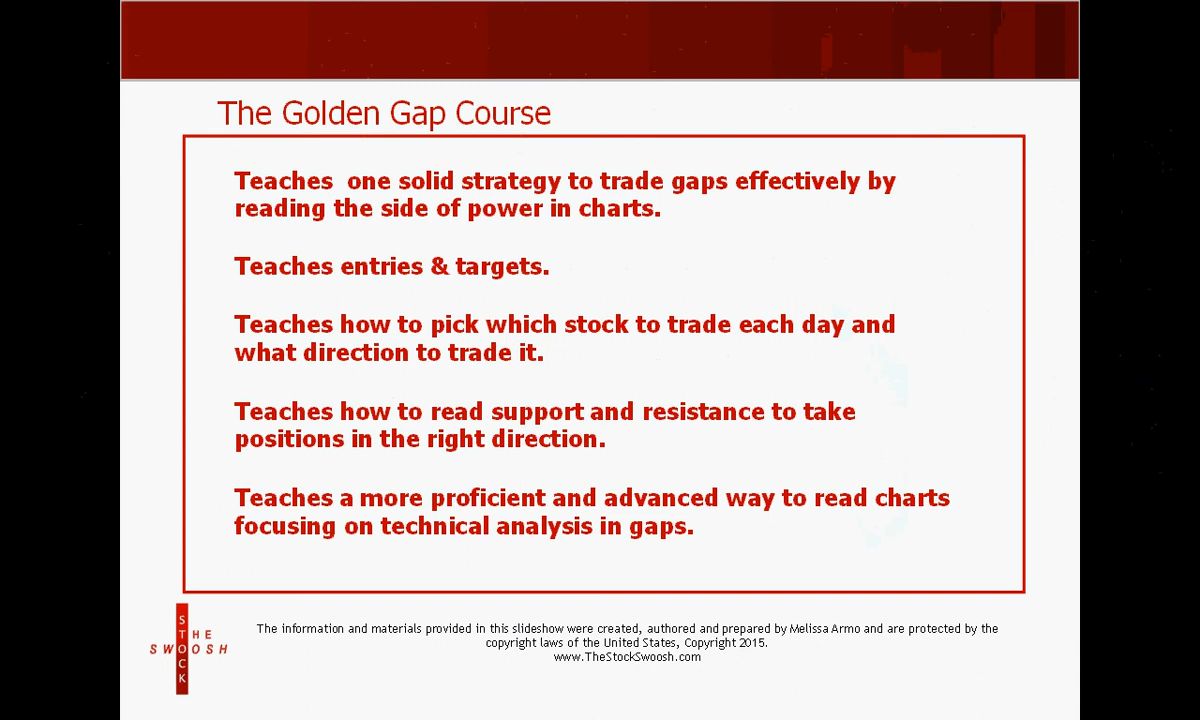 The Golden Gap Course
Teaches  one solid strategy to trade gaps effectively by
reading the side of power in charts.
Teaches entries & targets.
Teaches how to pick which stock to trade each day and
what direction to trade it.
Teaches how to read support and resistance to take
positions in the right direction.
Teaches a more proficient and advanced way to read charts
focusing on technical analysis in gaps.
THE
STOCK
SWOOSH
The information and materials provided in this slideshow were created, authored and prepared by Melissa Armo and are protected by the
copyright laws of the United States, Copyright 2015.
www.TheStockSwoosh.com